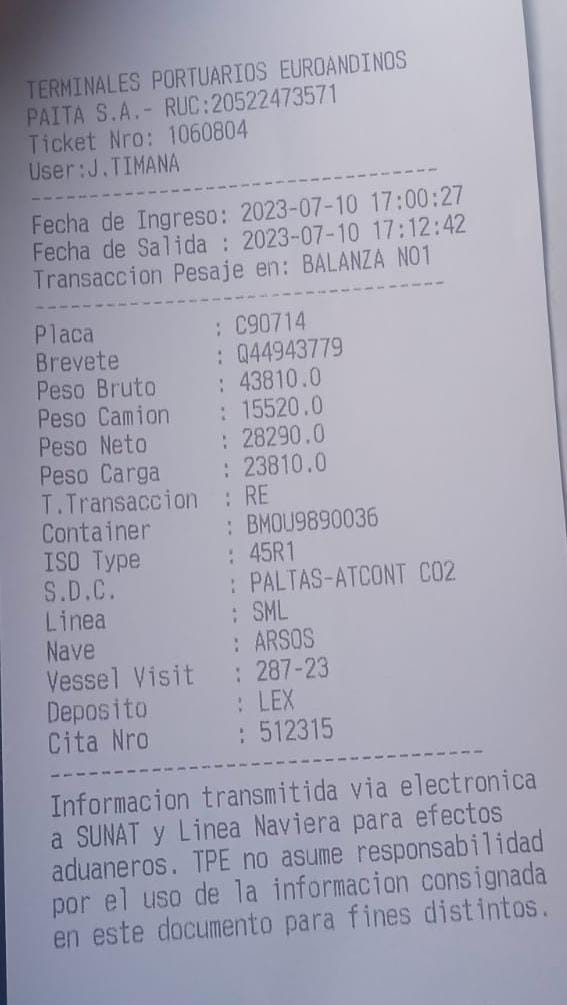 TERMINALES PORTUARIOS EUROANDINOS
PAITA S.A.- RUC:20522473571
Ticket Nro: 1060804
User:J.TIMANA
--------------------------------
Fecha de Ingreso: 2023-07-10 17:00:27
Fecha de Salida : 2023-07-10 17:12:42
Transaccion Pesaje en: BALANZA NO1
--------------------------------
Placa : C90714
Brevete : Q44943779
Peso Bruto : 43810.0
Peso Camion : 15520.0
Peso Neto : 28290.0
Peso Carga : 23810.0
T.Transaccion : RE
Container : BMOU9890036
ISO Type : 45R1
S.D.C. : PALTAS-ATCONT CO2
Linea : SML
Nave : ARSOS
Vessel Visit : 287-23
Deposito : LEX
Cita Nro : 512315
--------------------------------
Informacion transmitida via electronica
a SUNAT y Linea Naviera para efectos
aduaneros. TPE no asume responsabilidad
por el uso de la informacion consignada
en este documento para fines distintos.